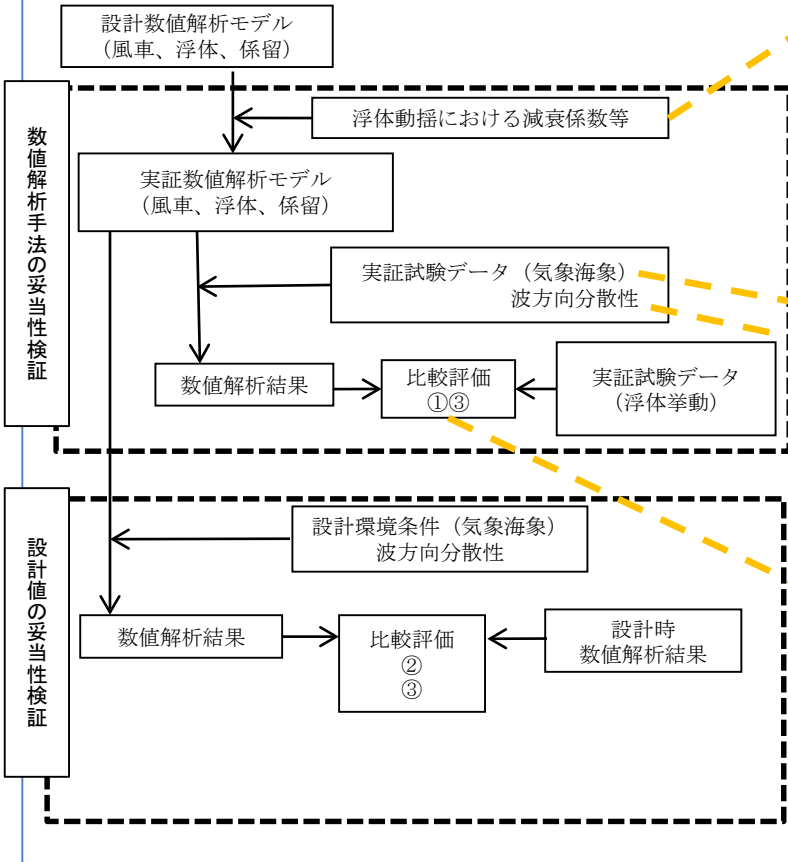 設計数値解析モデル
（風車、浮体、係留）
数値解析手法の妥当性検証
浮体動揺における減衰係数等
実証数値解析モデル
（風車、浮体、係留）
実証試験データ（気象海象）
波方向分散性
数値解析結果
比較評価
①③
実証試験データ
（浮体挙動）
設計値の妥当性検証
設計環境条件（気象海象）
波方向分散性
数値解析結果
比較評価
②
③
設計時
数値解析結果